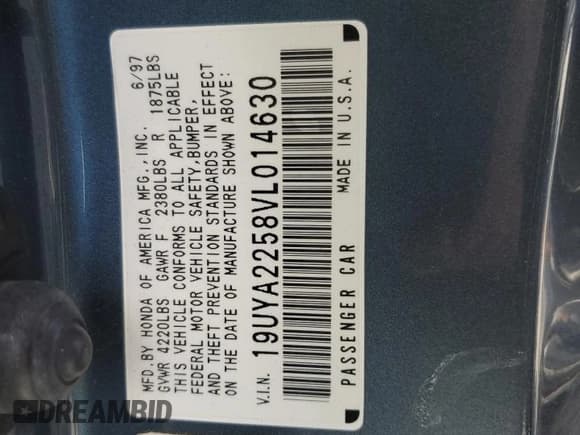 MFD.BY HONDA OF AMERICA MFG.,INC. 6/97
GVWR 4220LBS GAWR F 2380LBS R 1875LBS
THIS VEHICLE CONFORMS TO ALL APPLICABLE
FEDERAL MOTOR VEHICLE SAFETY,BUMPER,
AND THEFT PREVENTION STANDARDS IN EFFECT
ON THE DATE OF MANUFACTURE SHOWN ABOVE:
V.I.N. 19UYA2258VL014630
PASSENGER CAR MADE IN U.S.A.
DREAMBID